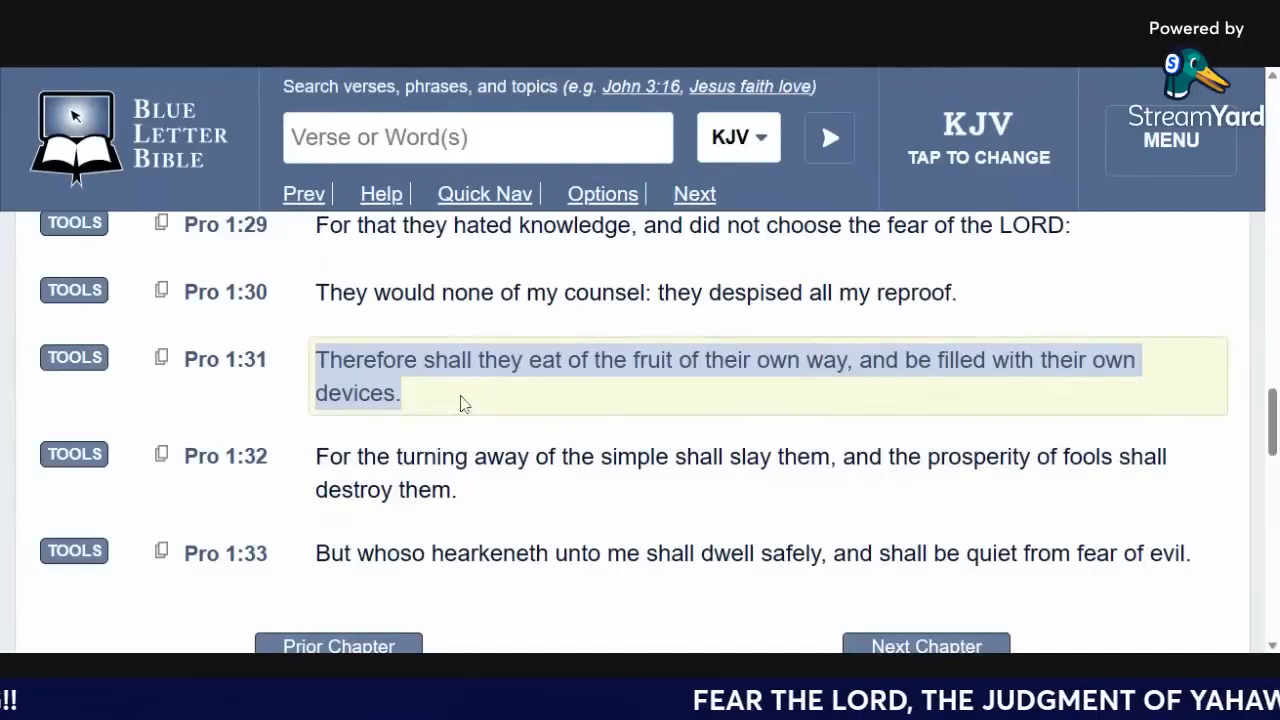 Powered by
StreamYard
Search verses, phrases, and topics (e.g. John 3:16, Jesus faith love)
BLUE
LETTER
BIBLE
Verse or Word(s)
KJV
KJV
TAP TO CHANGE
MENU
Prev | Help | Quick Nav | Options | Next
TOOLS Pro 1:29 For that they hated knowledge, and did not choose the fear of the LORD:
TOOLS Pro 1:30 They would none of my counsel: they despised all my reproof.
TOOLS Pro 1:31 Therefore shall they eat of the fruit of their own way, and be filled with their own
devices.
TOOLS Pro 1:32 For the turning away of the simple shall slay them, and the prosperity of fools shall
destroy them.
TOOLS Pro 1:33 But whoso hearkeneth unto me shall dwell safely, and shall be quiet from fear of evil.
Prior Chapter Next Chapter
!! FEAR THE LORD, THE JUDGMENT OF YAHAW